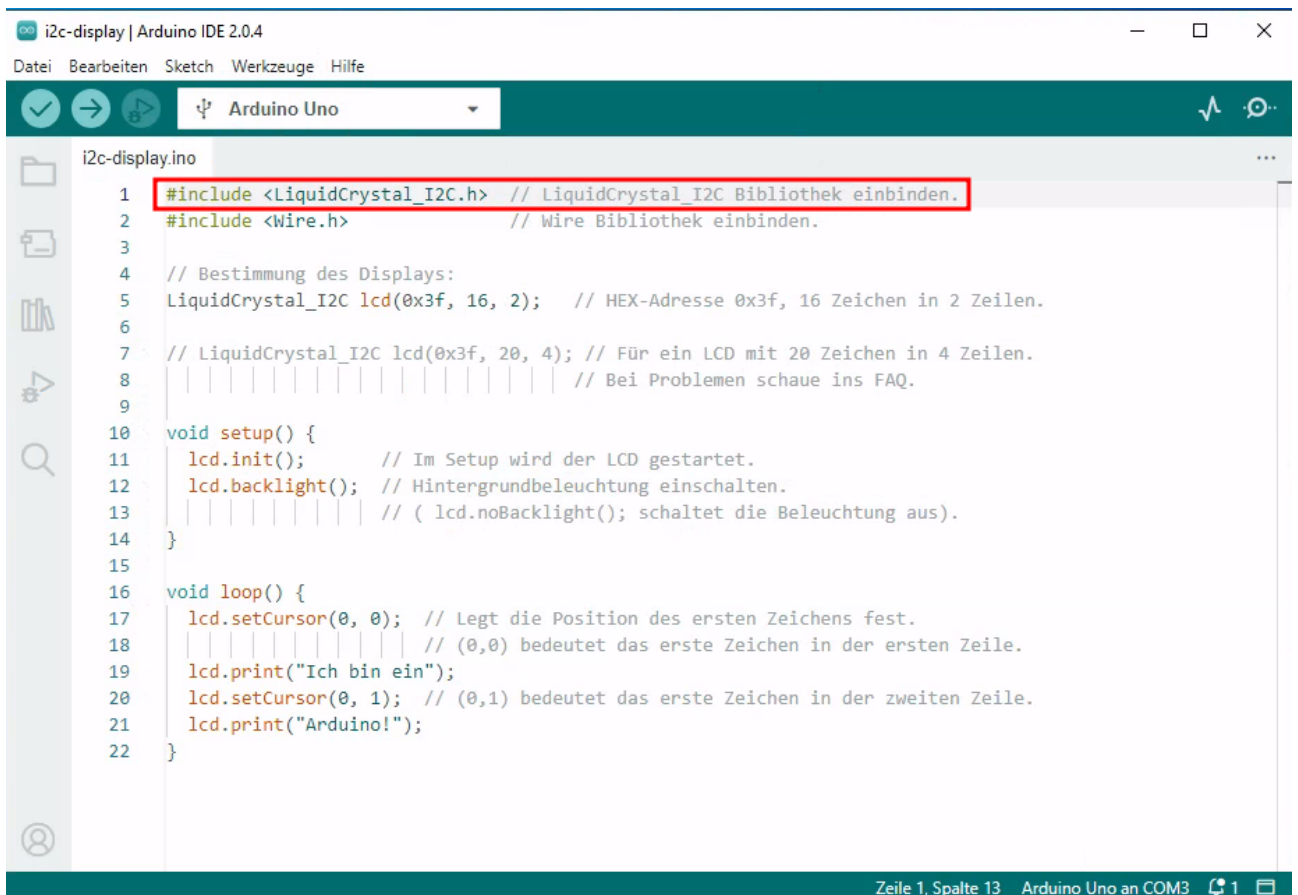 i2c-display | Arduino IDE 2.0.4
Datei Bearbeiten Sketch Werkzeuge Hilfe
Arduino Uno
i2c-display.ino
1 #include <LiquidCrystal_I2C.h> // LiquidCrystal_I2C Bibliothek einbinden.
2 #include <Wire.h> // Wire Bibliothek einbinden.
3
4 // Bestimmung des Displays:
5 LiquidCrystal_I2C lcd(0x3f, 16, 2); // HEX-Adresse 0x3f, 16 Zeichen in 2 Zeilen.
6
7 // LiquidCrystal_I2C lcd(0x3f, 20, 4); // Für ein LCD mit 20 Zeichen in 4 Zeilen.
8 // Bei Problemen schaue ins FAQ.
9
10 void setup() {
11 lcd.init(); // Im Setup wird der LCD gestartet.
12 lcd.backlight(); // Hintergrundbeleuchtung einschalten.
13 // ( lcd.noBacklight(); schaltet die Beleuchtung aus).
14 }
15
16 void loop() {
17 lcd.setCursor(0, 0); // Legt die Position des ersten Zeichens fest.
18 // (0,0) bedeutet das erste Zeichen in der ersten Zeile.
19 lcd.print("Ich bin ein");
20 lcd.setCursor(0, 1); // (0,1) bedeutet das erste Zeichen in der zweiten Zeile.
21 lcd.print("Arduino!");
22 }
Zeile 1, Spalte 13 Arduino Uno an COM3 1